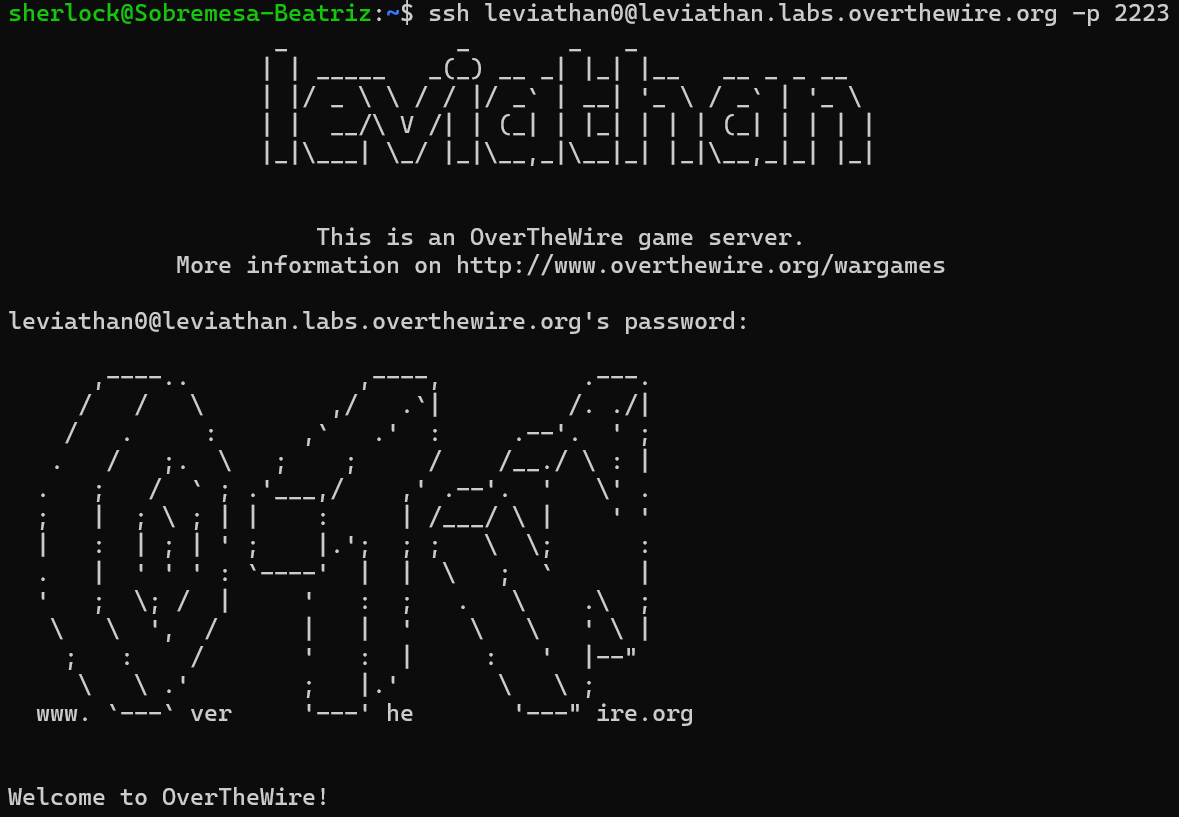 sherlock@Sobremesa-Beatriz:~$ ssh leviathan0@leviathan.labs.overthewire.org -p 2223
leviathan
This is an OverTheWire game server.
More information on http://www.overthewire.org/wargames
leviathan0@leviathan.labs.overthewire.org's password:
www. ver he ire.org
Welcome to OverTheWire!